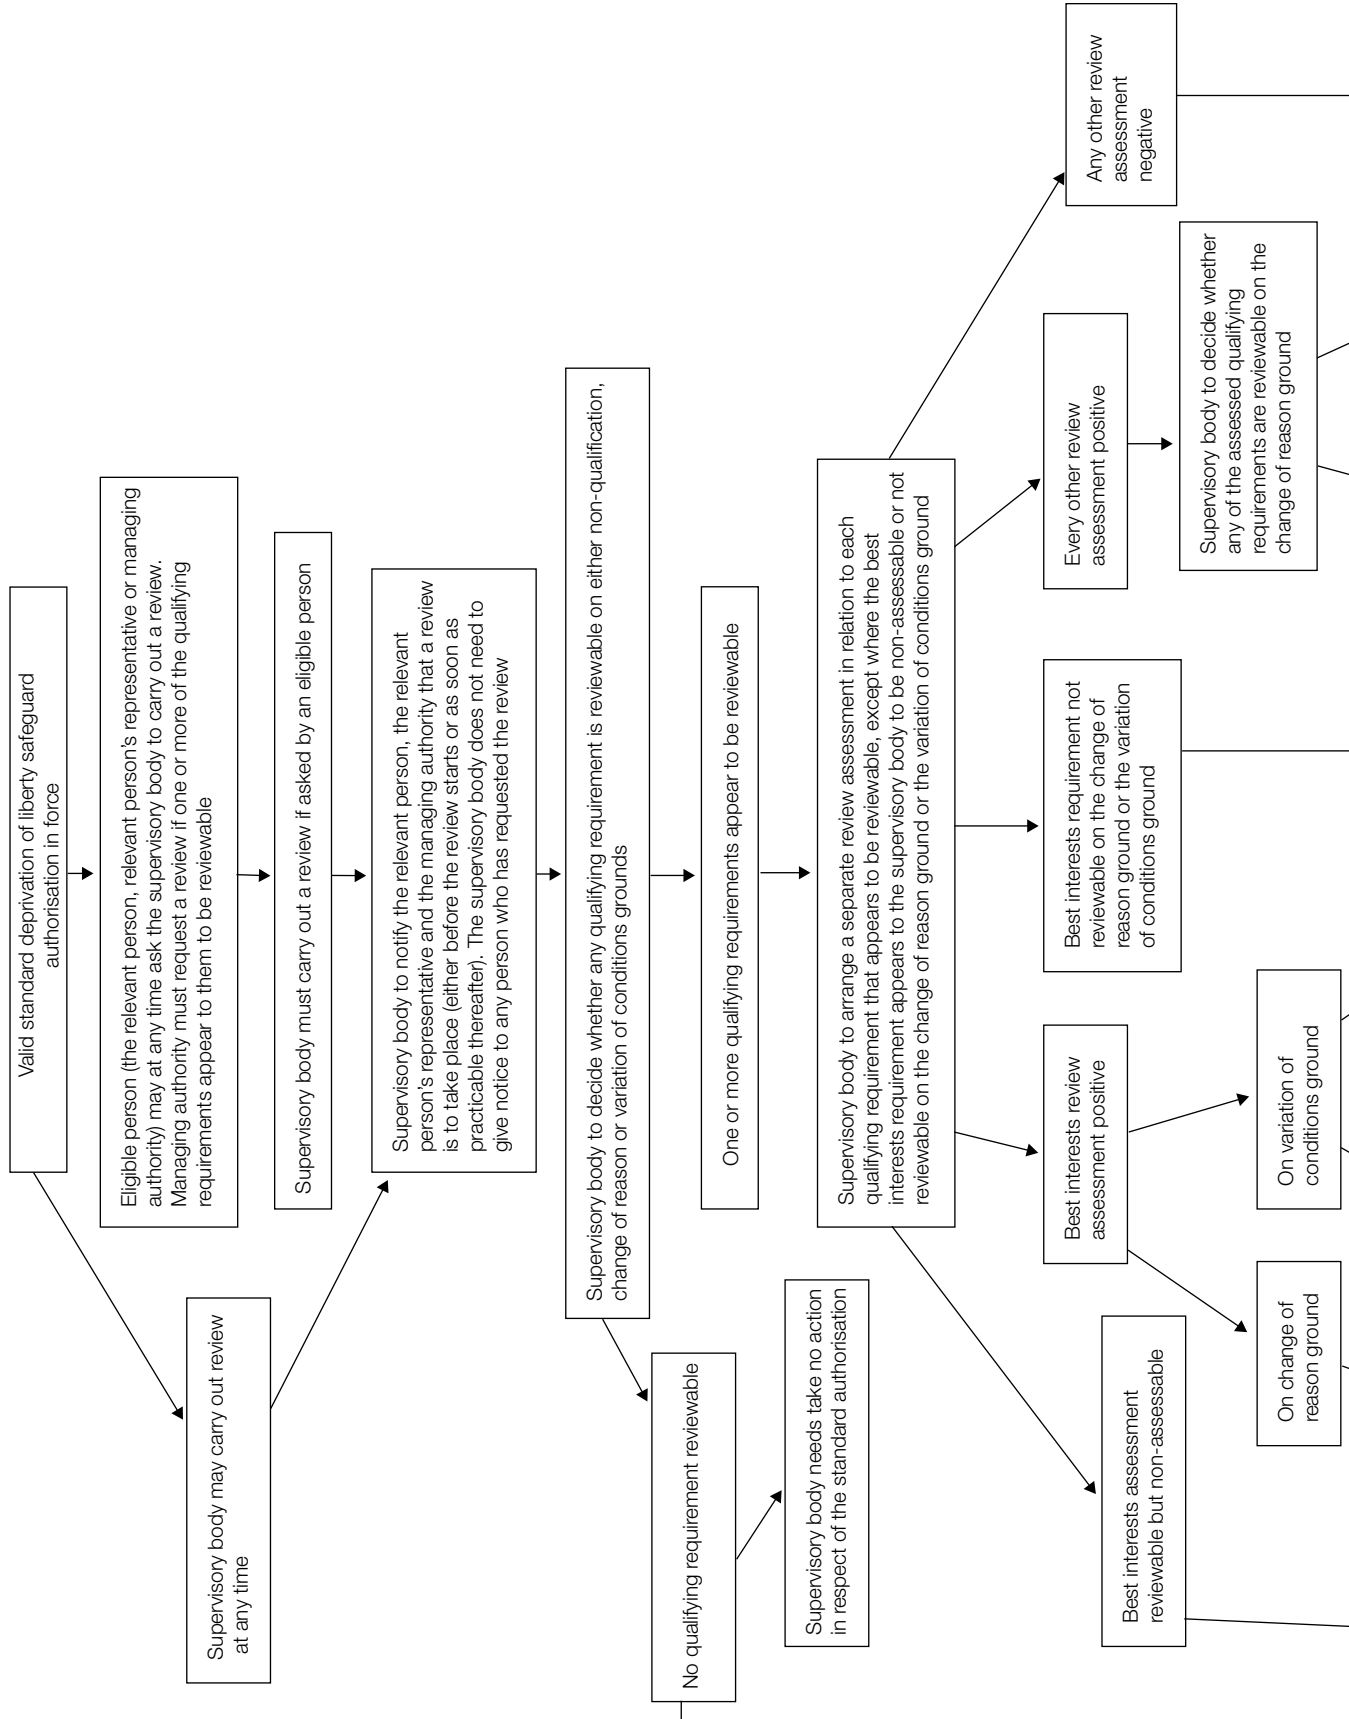 Valid standard deprivation of liberty safeguard
authorisation in force
Eligible person (the relevant person, relevant person's representative or managing
authority) may at any time ask the supervisory body to carry out a review.
Managing authority must request a review if one or more of the qualifying
requirements appear to them to be reviewable
Supervisory body may carry out review
at any time
Supervisory body must carry out a review if asked by an eligible person
Supervisory body to notify the relevant person, the relevant
person's representative and the managing authority that a review
is to take place (either before the review starts or as soon as
practicable thereafter). The supervisory body does not need to
give notice to any person who has requested the review
Supervisory body to decide whether any qualifying requirement is reviewable on either non-qualification,
change of reason or variation of conditions grounds
No qualifying requirement reviewable
One or more qualifying requirements appear to be reviewable
Supervisory body needs take no action
in respect of the standard authorisation
Supervisory body to arrange a separate review assessment in relation to each
qualifying requirement that appears to be reviewable, except where the best
interests requirement appears to the supervisory body to be non-assessable or not
reviewable on the change of reason ground or the variation of conditions ground
Best interests assessment
reviewable but non-assessable
Best interests review
assessment positive
Best interests requirement not
reviewable on the change of
reason ground or the variation
of conditions ground
Every other review
assessment positive
Any other review
assessment
negative
On change of
reason ground
On variation of
conditions ground
Supervisory body to decide whether
any of the assessed qualifying
requirements are reviewable on the
change of reason ground